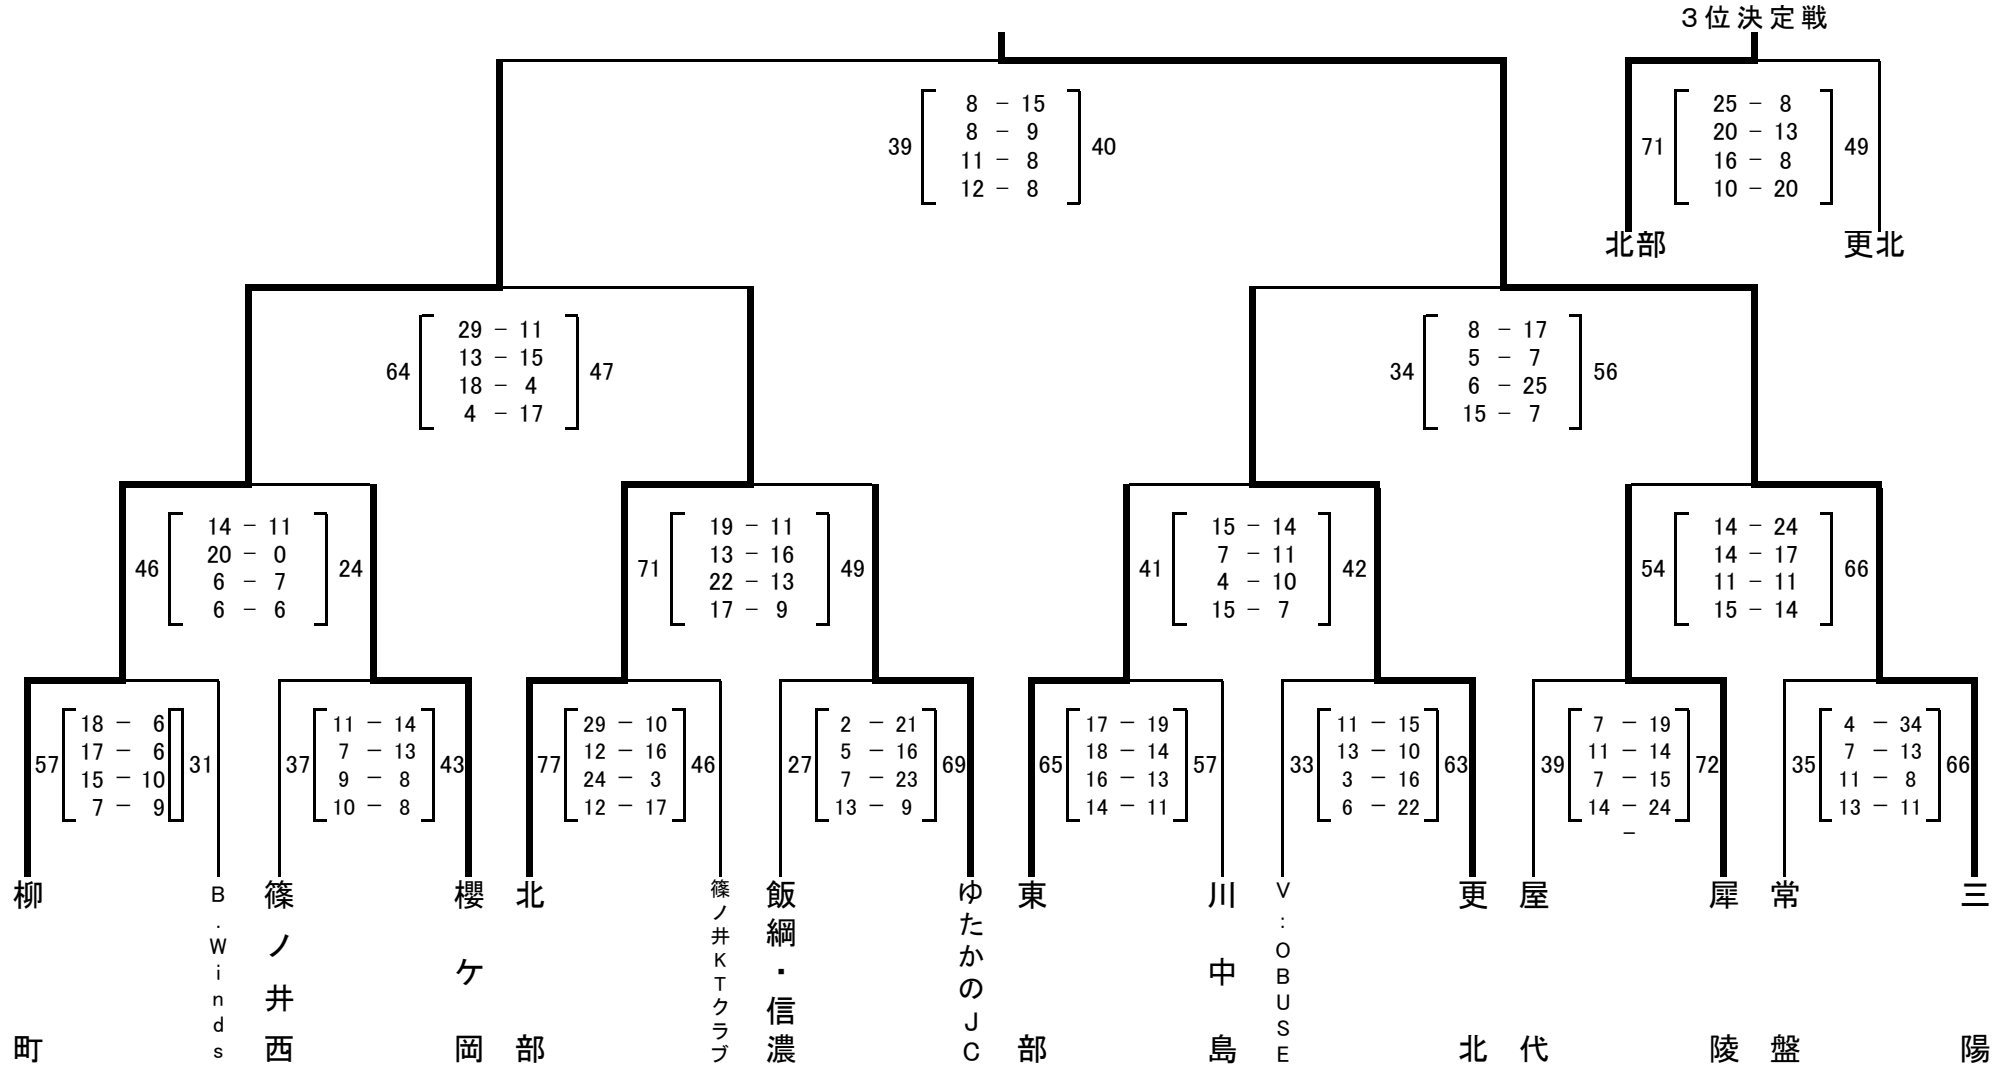 3位決定戦
8 - 15
39 8 - 9 40
11 - 8
12 - 8
25 - 8
71 20 - 13 49
16 - 8
10 - 20
北部 更北
29 - 11
64 13 - 15 47
18 - 4
4 - 17
8 - 17
34 5 - 7 56
6 - 25
15 - 7
14 - 11
46 20 - 0 24
6 - 7
6 - 6
19 - 11
71 13 - 16 49
22 - 13
17 - 9
15 - 14
41 7 - 11 42
4 - 10
15 - 7
14 - 24
54 14 - 17 66
11 - 11
15 - 14
18 - 6
57 17 - 6 31
15 - 10
7 - 9
11 - 14
37 7 - 13 43
9 - 8
10 - 8
29 - 10
77 12 - 16 46
24 - 3
12 - 17
2 - 21
27 5 - 16 69
7 - 23
13 - 9
17 - 19
65 18 - 14 57
16 - 13
14 - 11
11 - 15
33 13 - 10 63
3 - 16
6 - 22
7 - 19
39 11 - 14 72
7 - 15
14 - 24
-
4 - 34
35 7 - 13 66
11 - 8
13 - 11
柳町
B.Winds
篠ノ井西
櫻ケ岡
北部
篠ノ井KTクラブ
飯綱・信濃
ゆたかのJC
東部
川中島
V:OBUSE
更北
屋代
犀陵
常盤
三陽